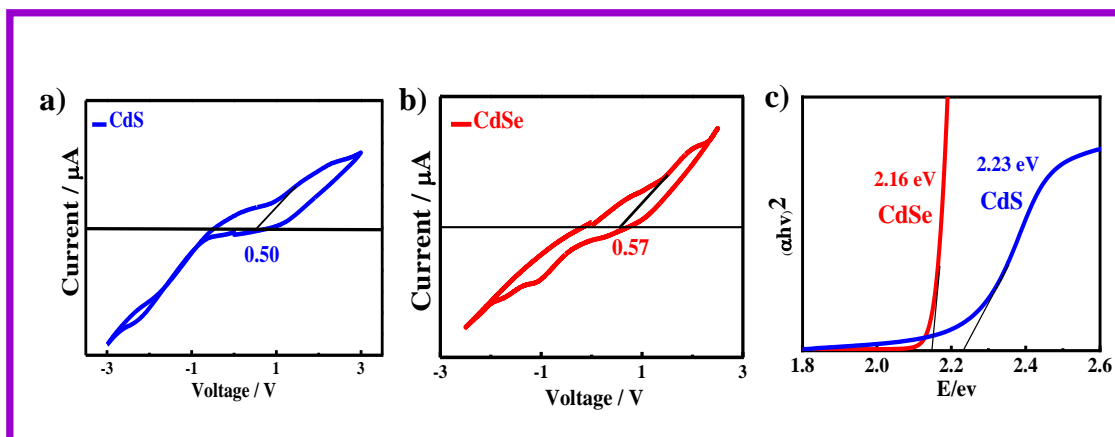 a)
CdS
0.50
Current / μA
-3 -1 1 3
Voltage / V
b)
CdSe
0.57
Current / μA
-3 -1 1 3
Voltage / V
c)
2.16 eV
CdSe
2.23 eV
CdS
(αhν)2
1.8 2.0 2.2 2.4 2.6
E/ev